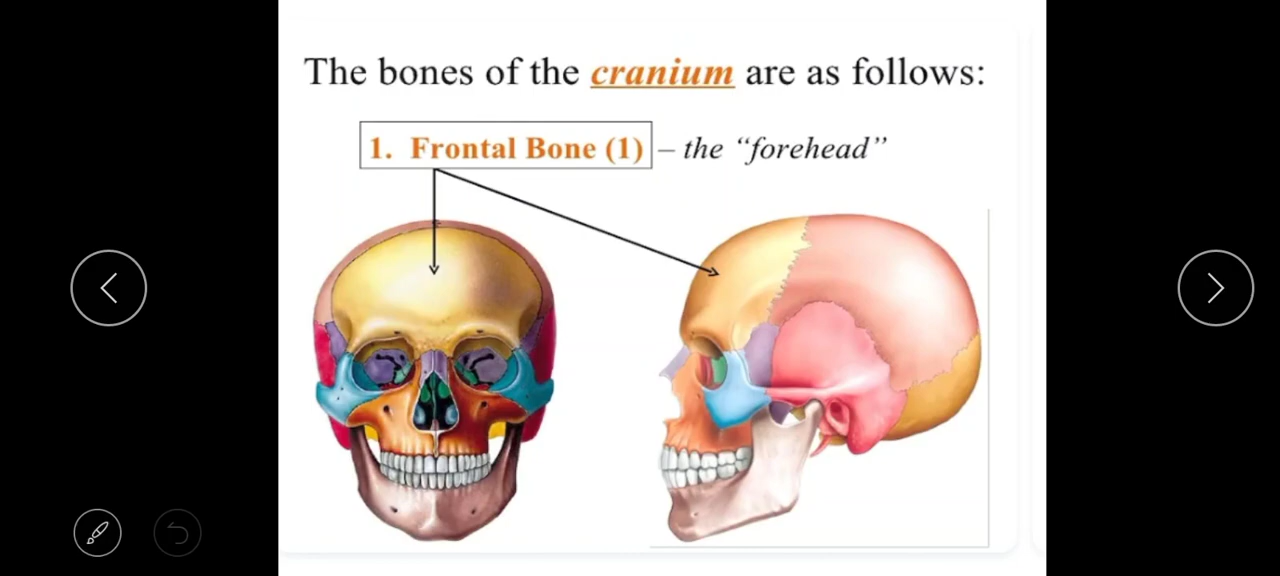 The bones of the cranium are as follows:
1. Frontal Bone (1) – the “forehead”